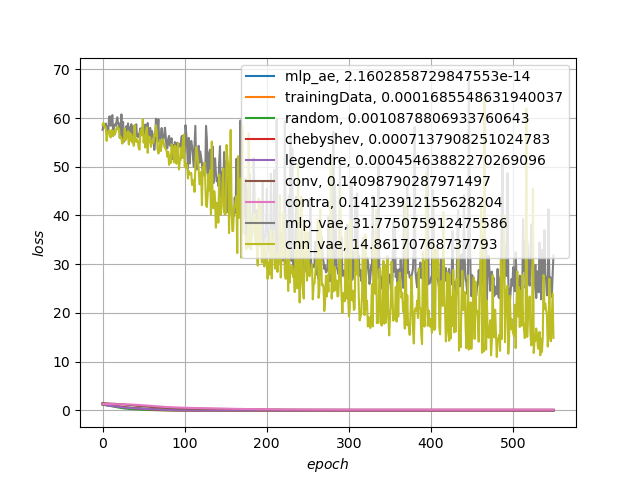 70
60
50
40
30
20
10
0
loss
0 100 200 300 400 500
epoch
mlp_ae, 2.1602858729847553e-14
trainingData, 0.0001685548631940037
random, 0.0010878806933760643
chebyshev, 0.0007137908251024783
legendre, 0.00045463882270269096
conv, 0.14098790287971497
contra, 0.14123912155628204
mlp_vae, 31.775075912475586
cnn_vae, 14.86170768737793